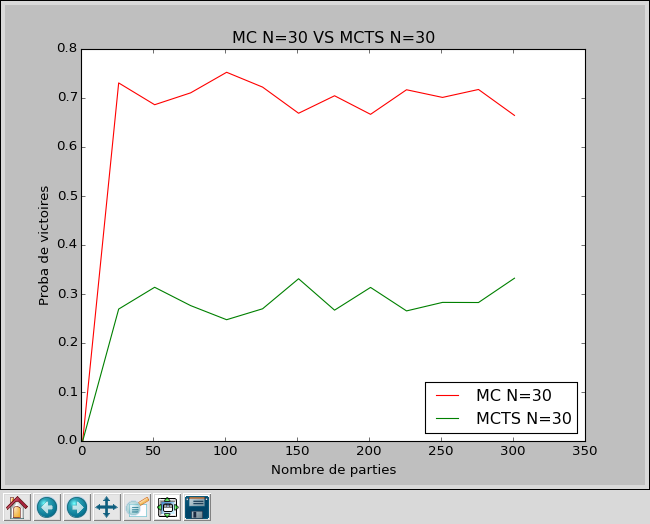 MC N=30 VS MCTS N=30
0.8
0.7
0.6
0.5
0.4
0.3
0.2
0.1
0.0
Proba de victoires
0 50 100 150 200 250 300 350
Nombre de parties
MC N=30
MCTS N=30